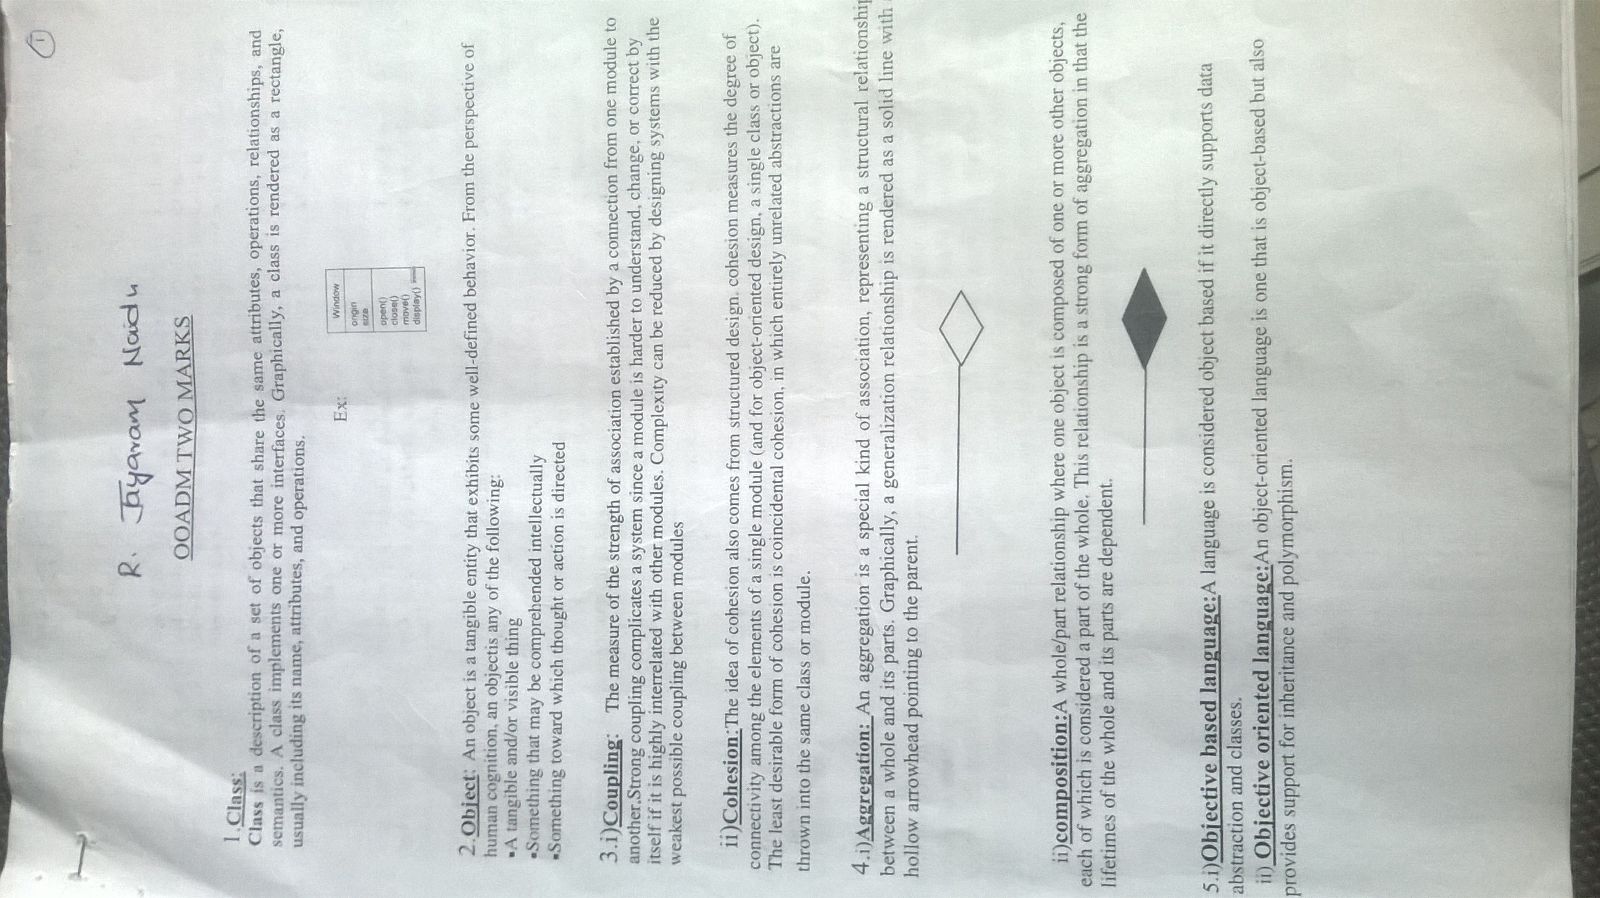 1
R. Jayaram Naidu
OOADM TWO MARKS
1.Class:
Class is a description of a set of objects that share the same attributes, operations, relationships, and
semantics. A class implements one or more interfaces. Graphically, a class is rendered as a rectangle,
usually including its name, attributes, and operations.
Ex:
Window
origin
size
open()
close()
move()
display()
2.Object: An object is a tangible entity that exhibits some well-defined behavior. From the perspective of
human cognition, an objectis any of the following:
▪A tangible and/or visible thing
▪Something that may be comprehended intellectually
▪Something toward which thought or action is directed
3.i)Coupling: The measure of the strength of association established by a connection from one module to
another.Strong coupling complicates a system since a module is harder to understand, change, or correct by
itself if it is highly interrelated with other modules. Complexity can be reduced by designing systems with the
weakest possible coupling between modules
ii)Cohesion:The idea of cohesion also comes from structured design. cohesion measures the degree of
connectivity among the elements of a single module (and for object-oriented design, a single class or object).
The least desirable form of cohesion is coincidental cohesion, in which entirely unrelated abstractions are
thrown into the same class or module.
4.i)Aggregation: An aggregation is a special kind of association, representing a structural relationship
between a whole and its parts. Graphically, a generalization relationship is rendered as a solid line with
hollow arrowhead pointing to the parent.
ii)composition:A whole/part relationship where one object is composed of one or more other objects,
each of which is considered a part of the whole. This relationship is a strong form of aggregation in that the
lifetimes of the whole and its parts are dependent.
5.i)Objective based language:A language is considered object based if it directly supports data
abstraction and classes.
ii) Objective oriented language:An object-oriented language is one that is object-based but also
provides support for inheritance and polymorphism.